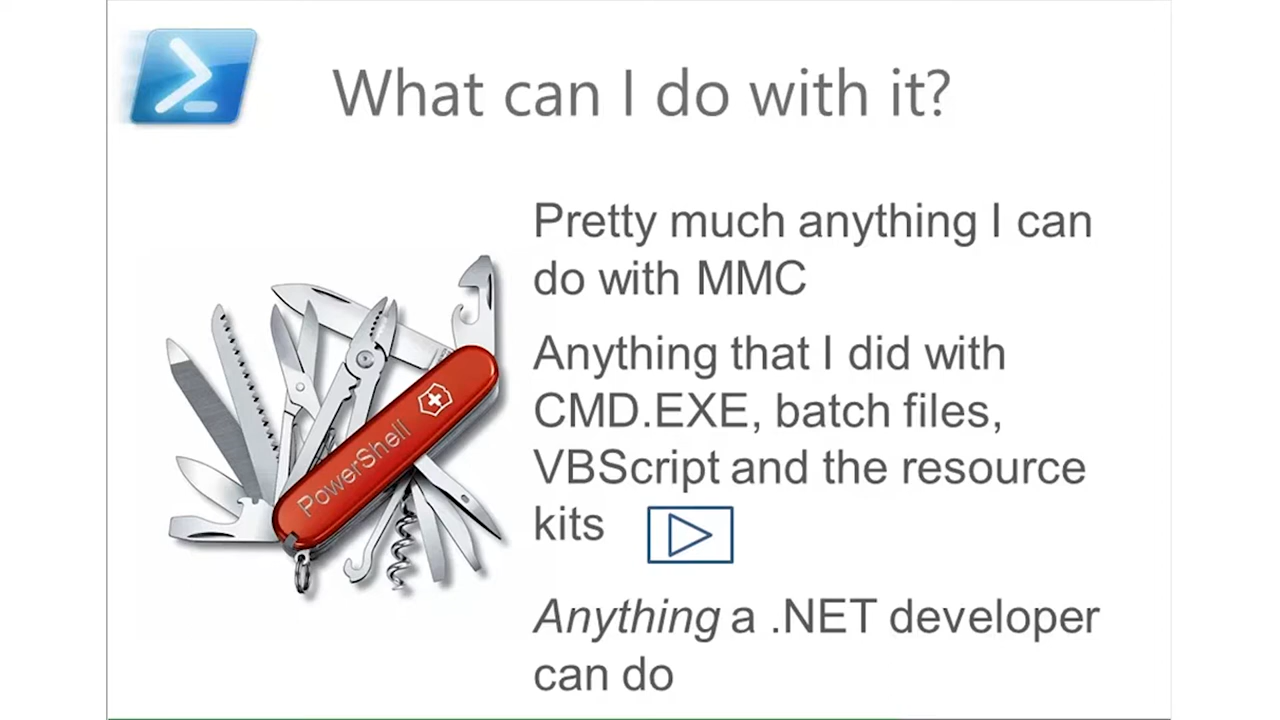 What can I do with it?
Pretty much anything I can
do with MMC
Anything that I did with
CMD.EXE, batch files,
VBScript and the resource
kits
Anything a .NET developer
can do
PowerShell